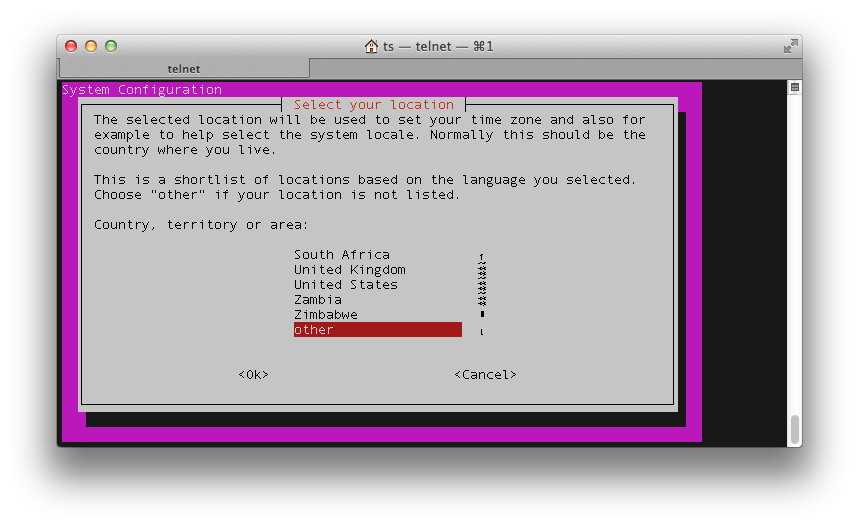 ts — telnet — ⌘1
telnet
System Configuration
Select your location
The selected location will be used to set your time zone and also for
example to help select the system locale. Normally this should be the
country where you live.
This is a shortlist of locations based on the language you selected.
Choose "other" if your location is not listed.
Country, territory or area:
South Africa
United Kingdom
United States
Zambia
Zimbabwe
other
<Ok> <Cancel>